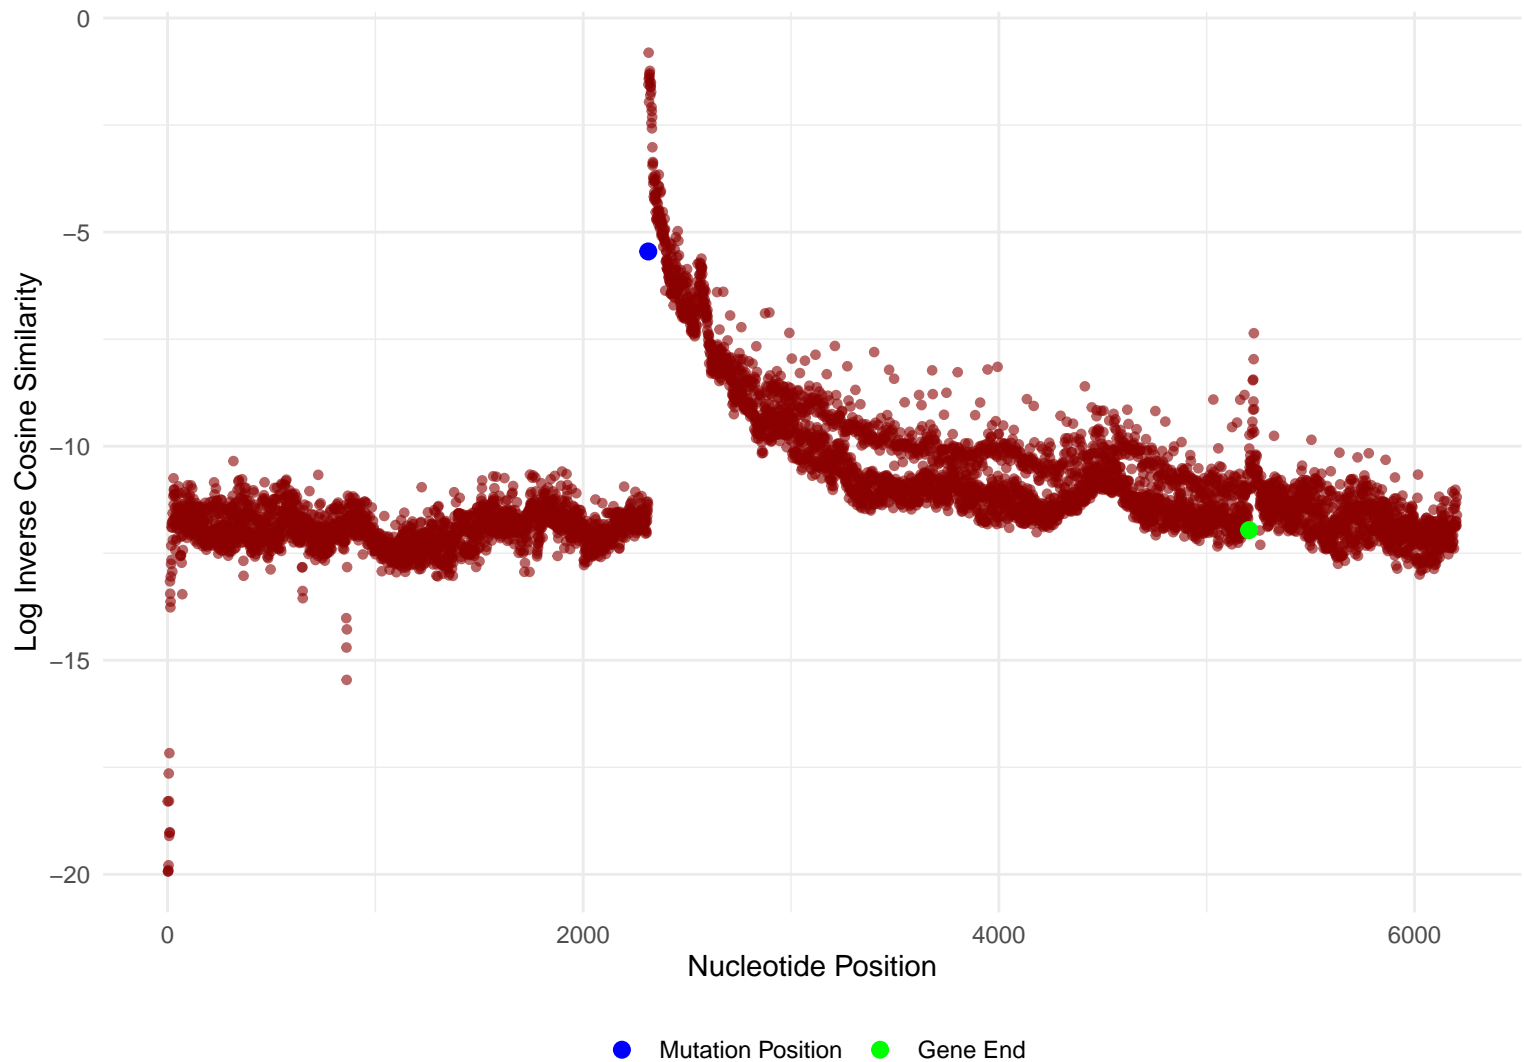 0
−5
−10
−15
−20
Log Inverse Cosine Similarity
0 2000 4000 6000
Nucleotide Position
Mutation Position Gene End